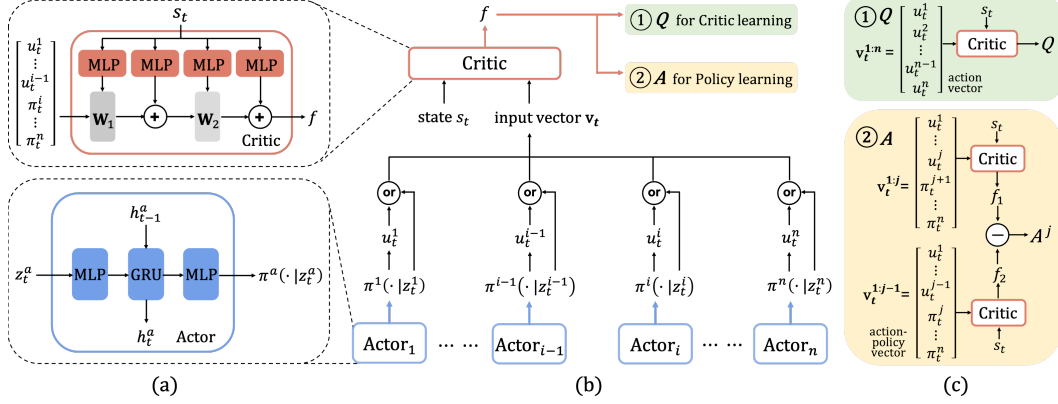 s_t
u_t^1
⋮
u_t^{i-1}
π_t^i
⋮
π_t^n
MLP MLP MLP MLP
W_1 + W_2 + f
Critic
h_{t-1}^a
z_t^a MLP GRU MLP π^a(· |z_t^a)
h_t^a Actor
(a)
f
① Q for Critic learning
② A for Policy learning
Critic
state s_t input vector v_t
or or or or
u_t^1 u_t^{i-1} u_t^i u_t^n
π^1(· |z_t^1) π^{i-1}(· |z_t^{i-1}) π^i(· |z_t^i) π^n(· |z_t^n)
Actor_1 ⋯ ⋯ Actor_{i-1} Actor_i ⋯ ⋯ Actor_n
(b)
① Q
v_t^{1:n} =
u_t^1
u_t^2
⋮
u_t^{n-1}
u_t^n
action
vector
s_t
Critic Q
② A
v_t^{1:j} =
u_t^1
⋮
u_t^j
π_t^{j+1}
⋮
π_t^n
s_t
Critic
f_1
− A^j
f_2
v_t^{1:j-1} =
u_t^1
⋮
u_t^{j-1}
π_t^j
⋮
π_t^n
action-
policy
vector
Critic
s_t
(c)